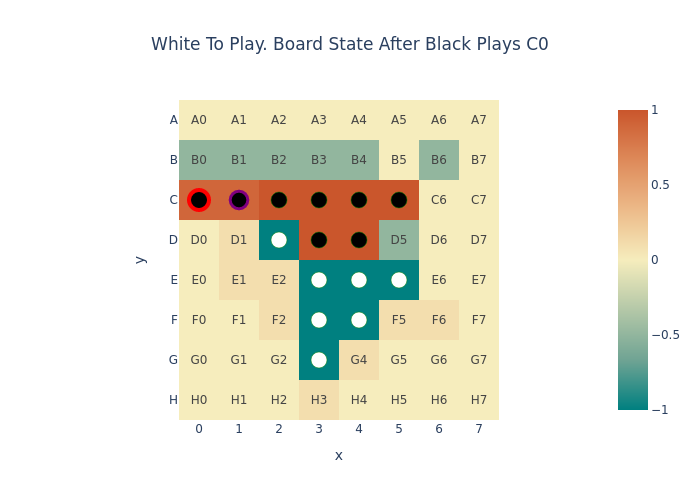 White To Play. Board State After Black Plays C0
A A0 A1 A2 A3 A4 A5 A6 A7 1
B B0 B1 B2 B3 B4 B5 B6 B7 0.5
C C6 C7
D D0 D1 D5 D6 D7 0
E E0 E1 E2 E6 E7
F F0 F1 F2 F5 F6 F7 −0.5
G G0 G1 G2 G4 G5 G6 G7
H H0 H1 H2 H3 H4 H5 H6 H7 −1
0 1 2 3 4 5 6 7
x
y